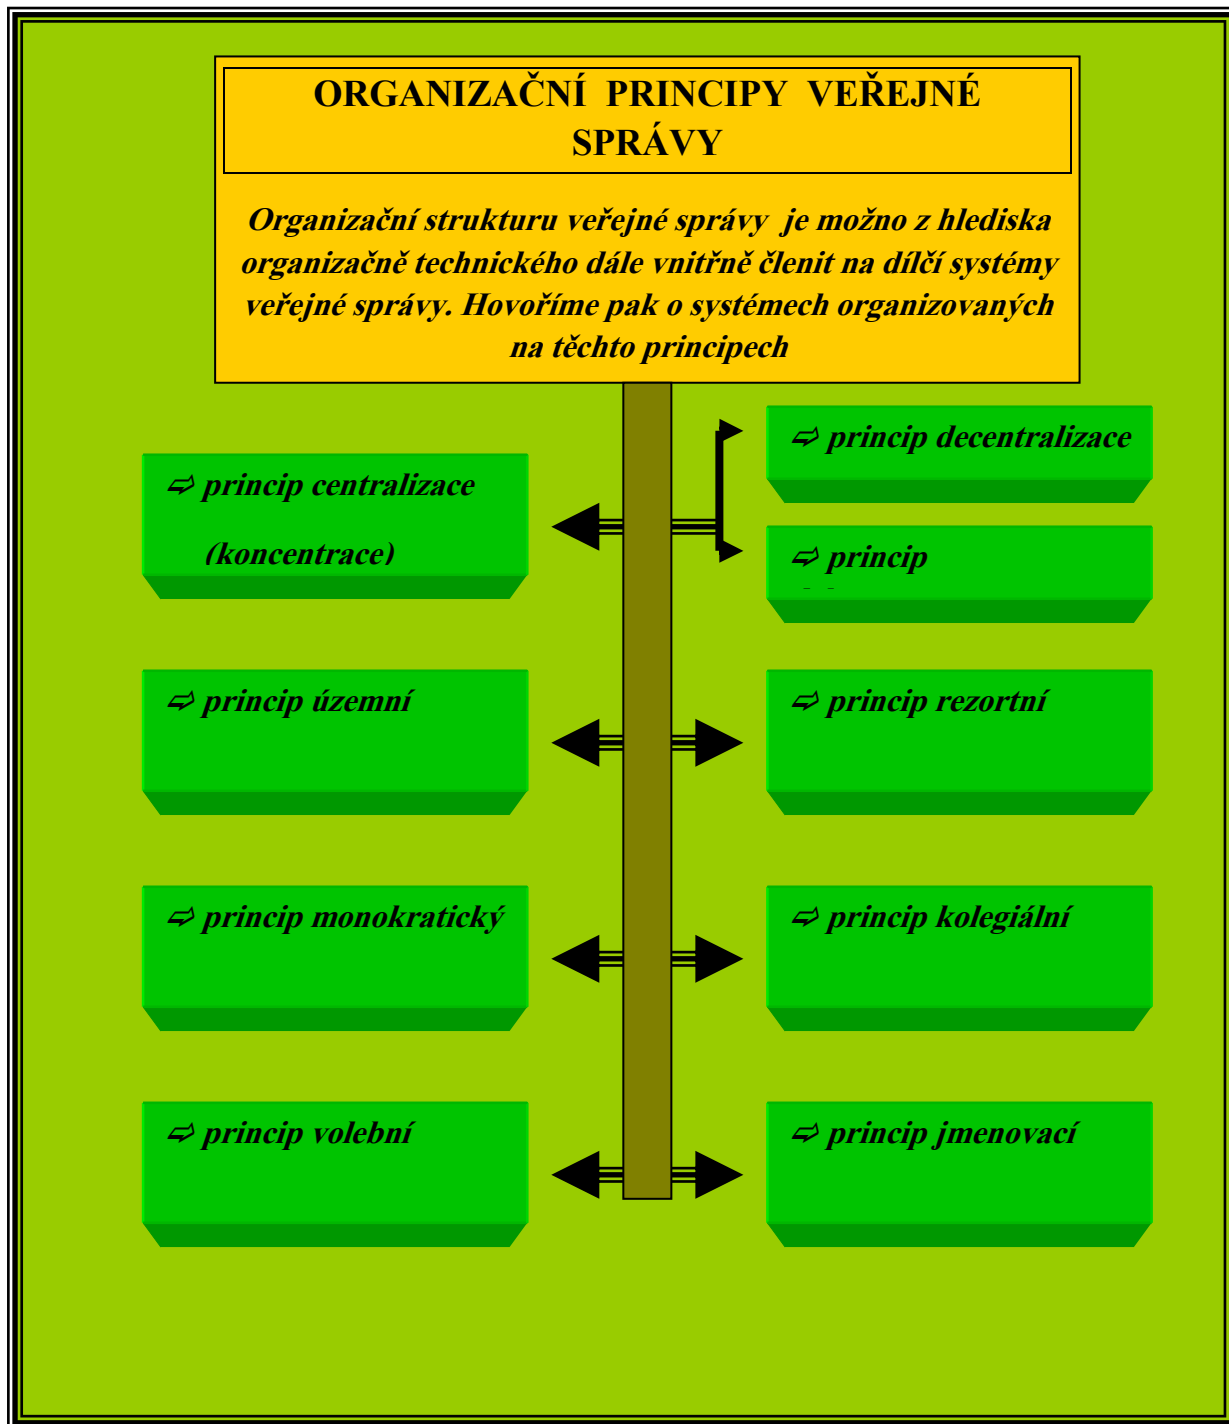 ORGANIZAČNÍ PRINCIPY VEŘEJNÉ
SPRÁVY
Organizační strukturu veřejné správy je možno z hlediska
organizačně technického dále vnitřně členit na dílčí systémy
veřejné správy. Hovoříme pak o systémech organizovaných
na těchto principech
⇨ princip centralizace
(koncentrace)
⇨ princip decentralizace
⇨ princip
⇨ princip územní
⇨ princip rezortní
⇨ princip monokratický
⇨ princip kolegiální
⇨ princip volební
⇨ princip jmenovací